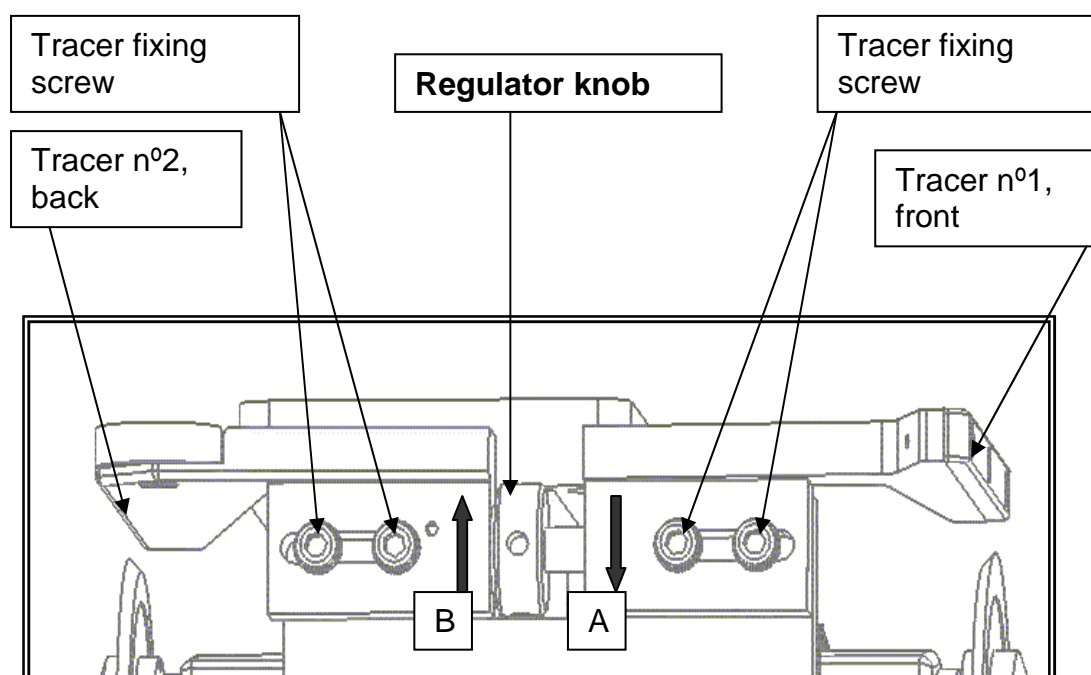 Tracer fixing
screw
Regulator knob
Tracer fixing
screw
Tracer nº2,
back
Tracer nº1,
front
B
A